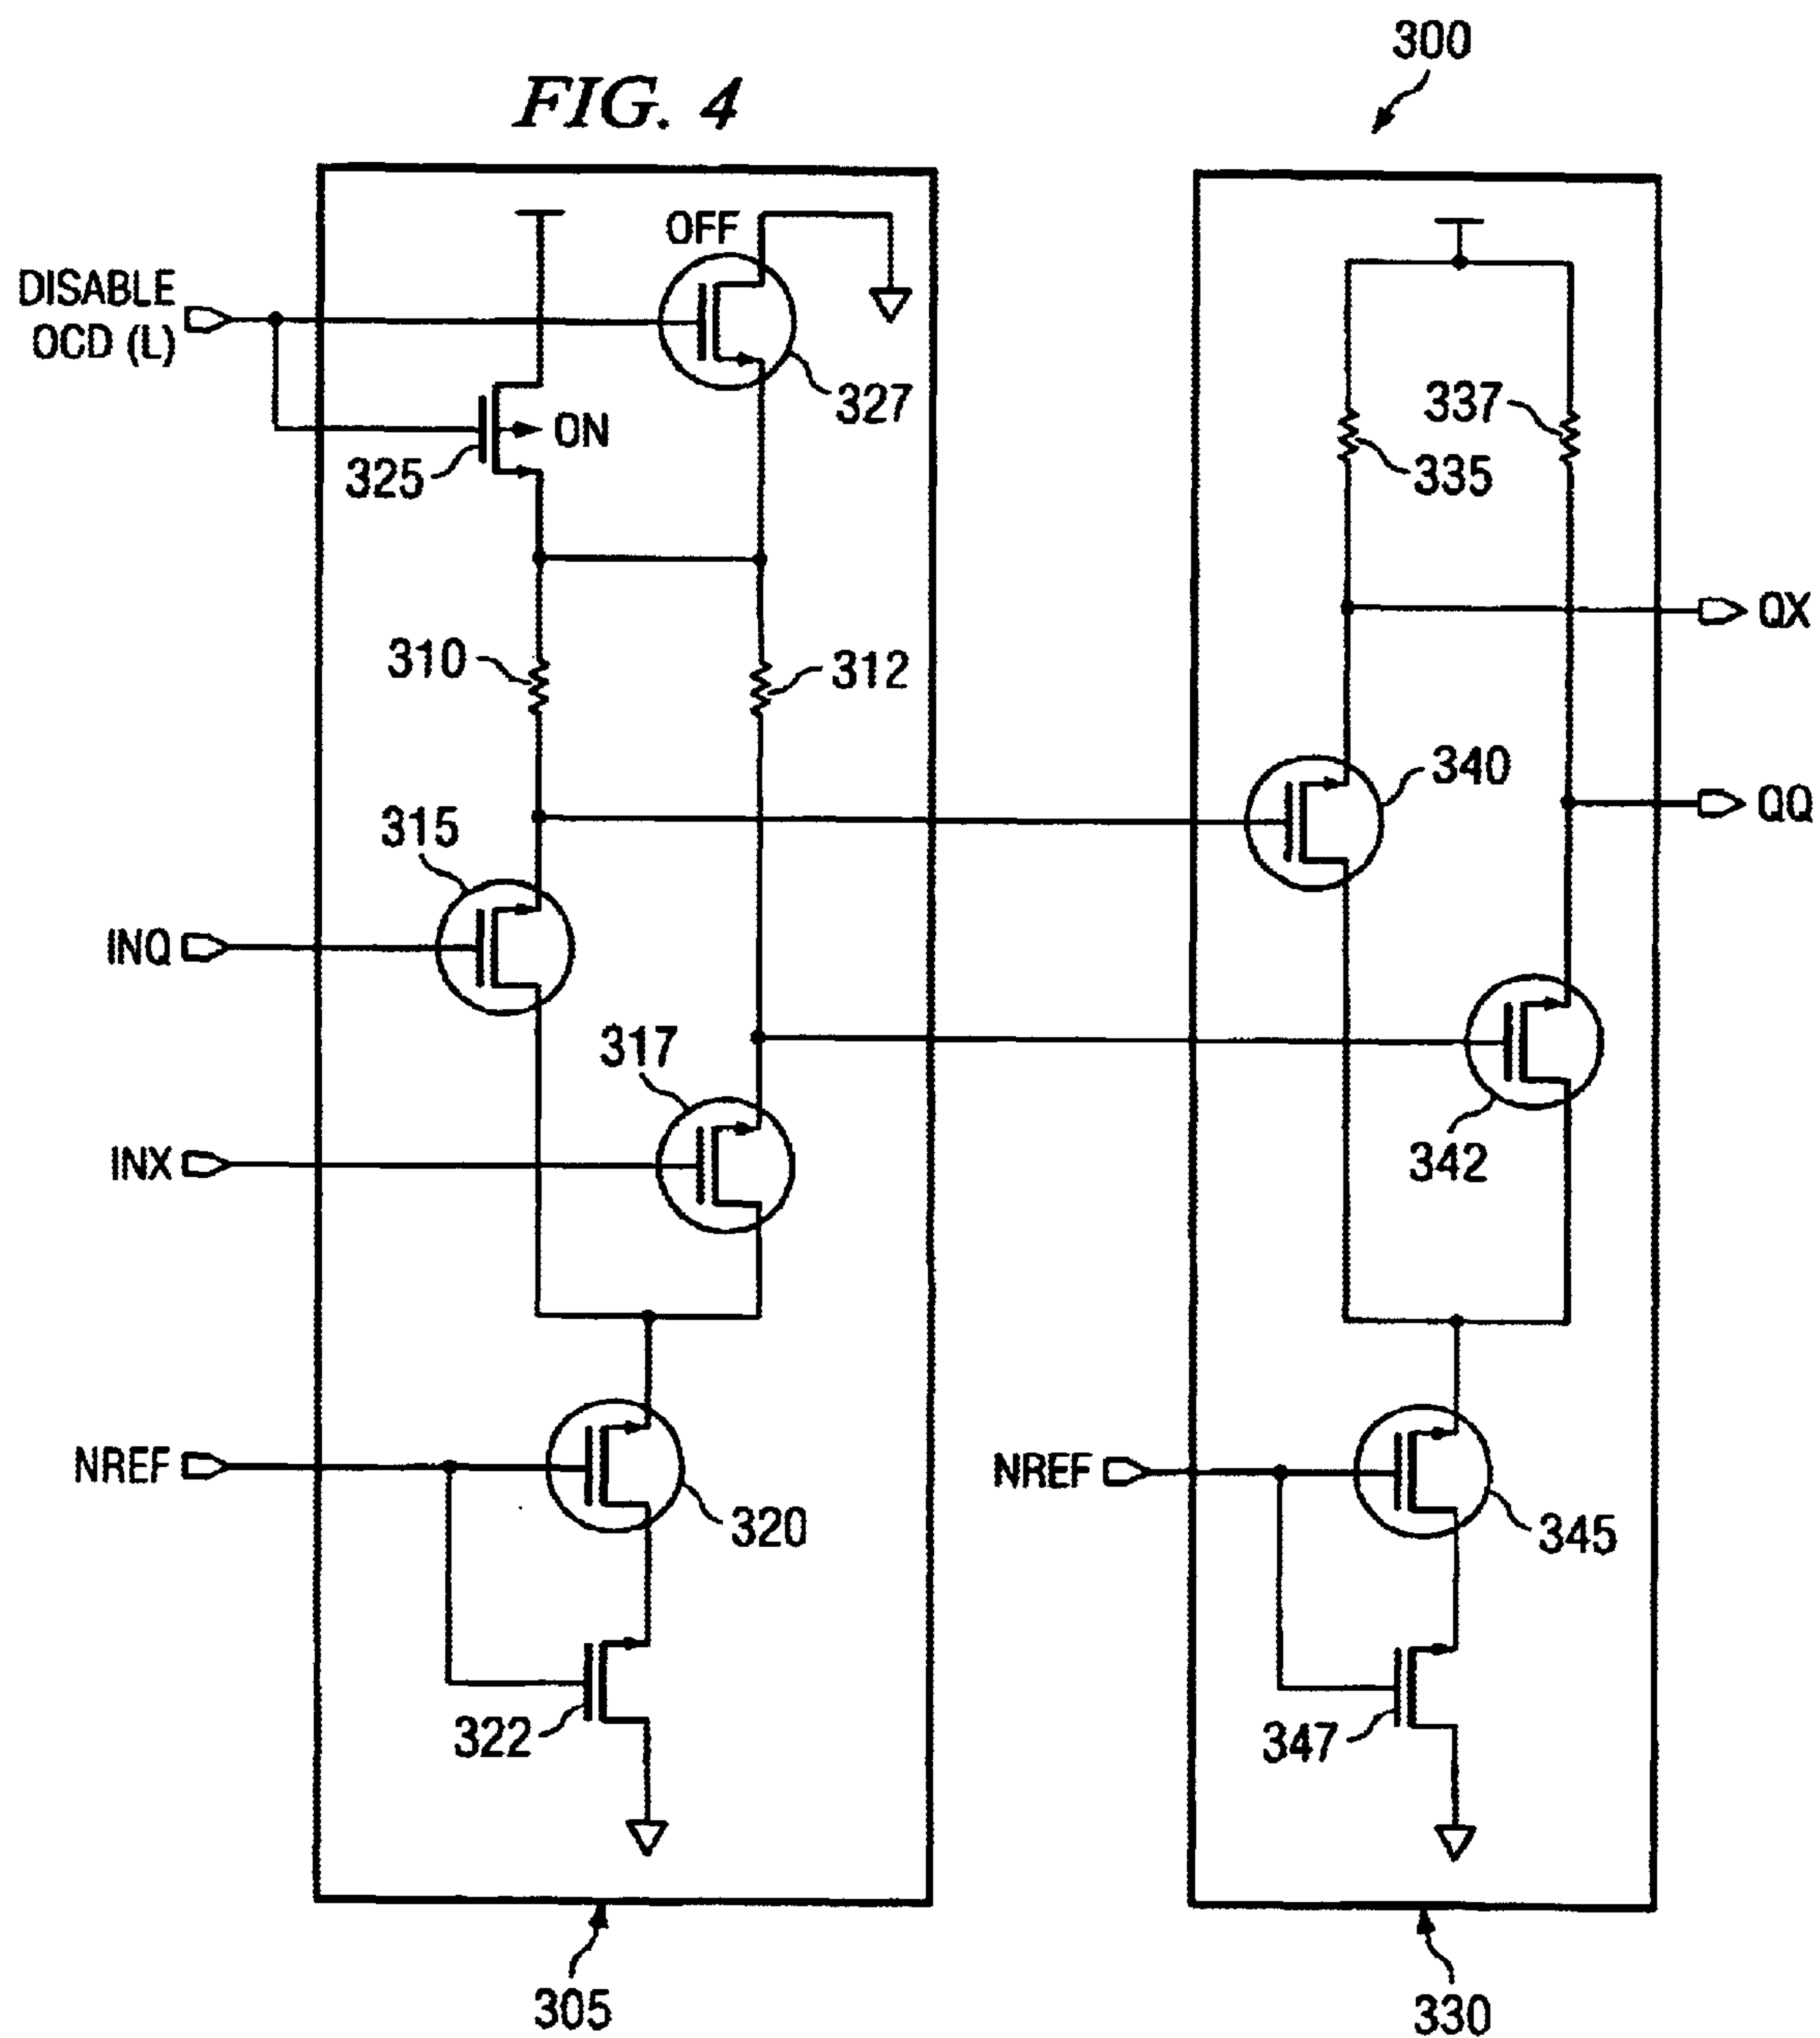 300
FIG. 4
OFF
DISABLE
OCD (L)
327
ON
325
337
335
QX
310
312
340
QQ
315
INQ
317
INX
342
NREF
NREF
320
345
322
347
305
330